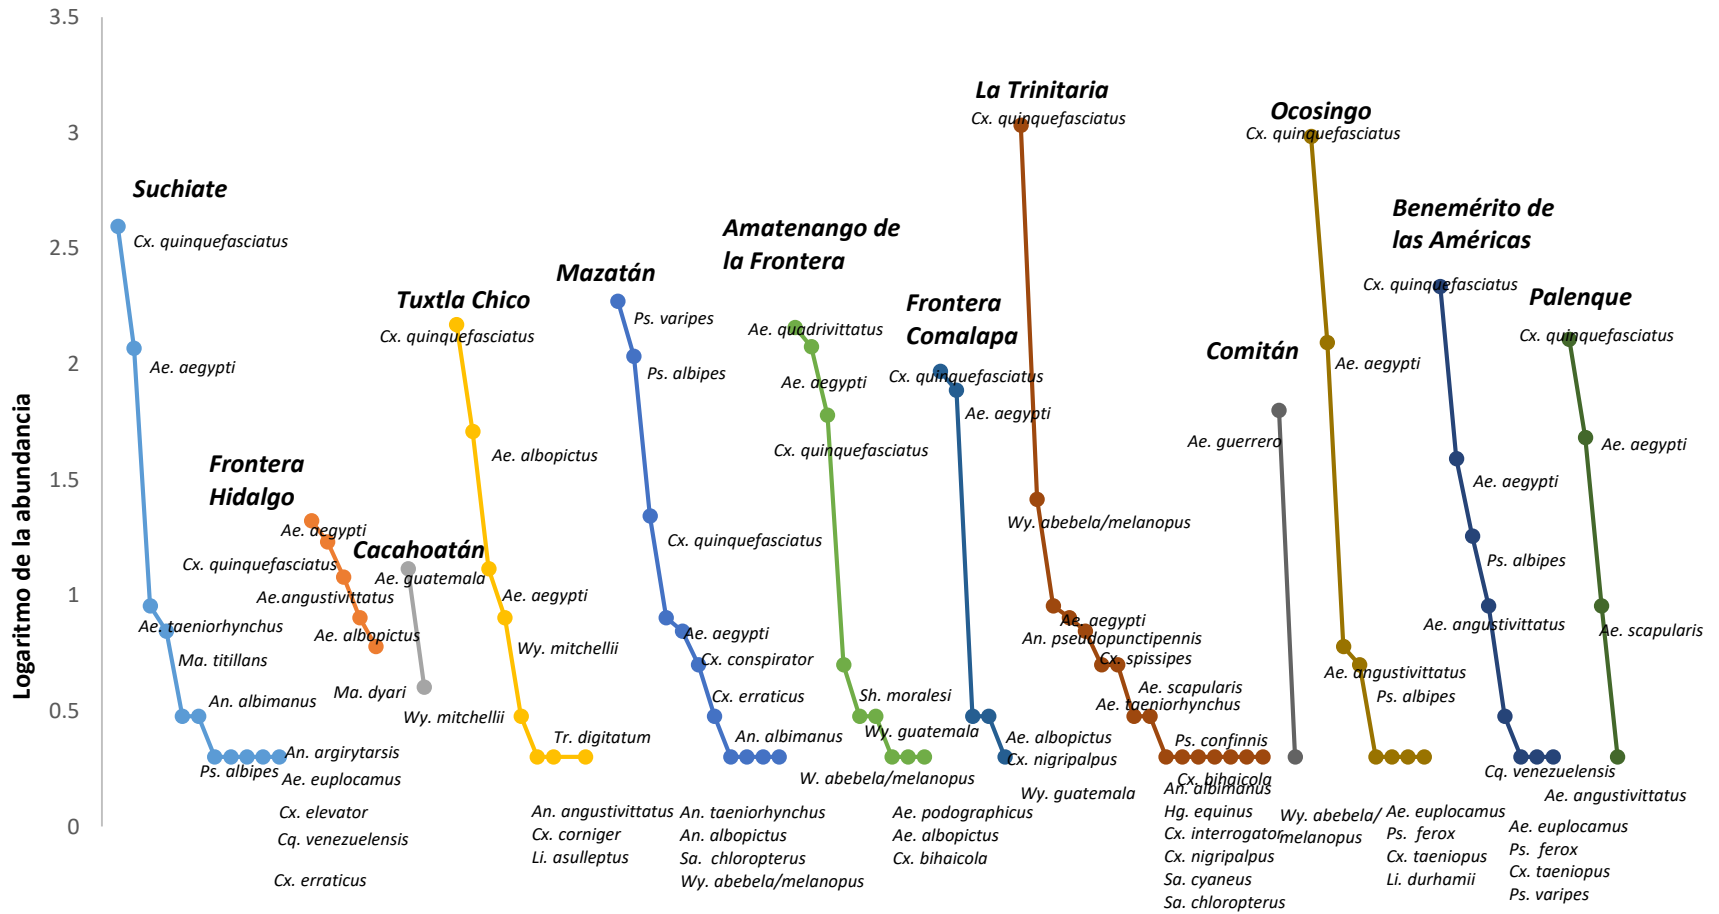 3.5
3
2.5
2
1.5
1
0.5
0
Logaritmo de la abundancia
Suchiate
Cx. quinquefasciatus
Ae. aegypti
Ae. taeniorhynchus
Ma. titillans
An. albimanus
An. argirytarsis
Ps. albipes
Ae. euplocamus
Cx. elevator
Cq. venezuelensis
Cx. erraticus
Frontera
Hidalgo
Ae. aegypti
Cx. quinquefasciatus
Ae.angustivittatus
Ae. albopictus
Ma. dyari
Cacahoatán
Ae. guatemala
Wy. mitchellii
Tuxtla Chico
Cx. quinquefasciatus
Ae. albopictus
Ae. aegypti
Wy. mitchellii
Tr. digitatum
An. angustivittatus
Cx. corniger
Li. asulleptus
Mazatán
Ps. varipes
Ps. albipes
Cx. quinquefasciatus
Ae. aegypti
Cx. conspirator
Cx. erraticus
An. albimanus
An. taeniorhynchus
An. albopictus
Sa. chloropterus
Wy. abebela/melanopus
Amatenango de
la Frontera
Ae. quadrivittatus
Ae. aegypti
Cx. quinquefasciatus
Sh. moralesi
Wy. guatemala
W. abebela/melanopus
Ae. podographicus
Ae. albopictus
Cx. bihaicola
Frontera
Comalapa
Cx. quinquefasciatus
Ae. aegypti
Ae. albopictus
Cx. nigripalpus
Wy. guatemala
La Trinitaria
Cx. quinquefasciatus
Wy. abebela/melanopus
Ae. aegypti
An. pseudopunctipennis
Cx. spissipes
Ae. scapularis
Ae. taeniorhynchus
Ps. confinnis
Cx. bihaicola
An. albimanus
Hg. equinus
Cx. interrogator
Cx. nigripalpus
Sa. cyaneus
Sa. chloropterus
Comitán
Ae. guerrero
Wy. abebela/
melanopus
Ocosingo
Cx. quinquefasciatus
Ae. aegypti
Ae. angustivittatus
Ps. albipes
Ae. euplocamus
Ps. ferox
Cx. taeniopus
Li. durhamii
Benemérito de
las Américas
Cx. quinquefasciatus
Ae. aegypti
Ps. albipes
Ae. angustivittatus
Cq. venezuelensis
Ae. euplocamus
Ps. ferox
Cx. taeniopus
Ps. varipes
Palenque
Cx. quinquefasciatus
Ae. aegypti
Ae. scapularis
Ae. angustivittatus